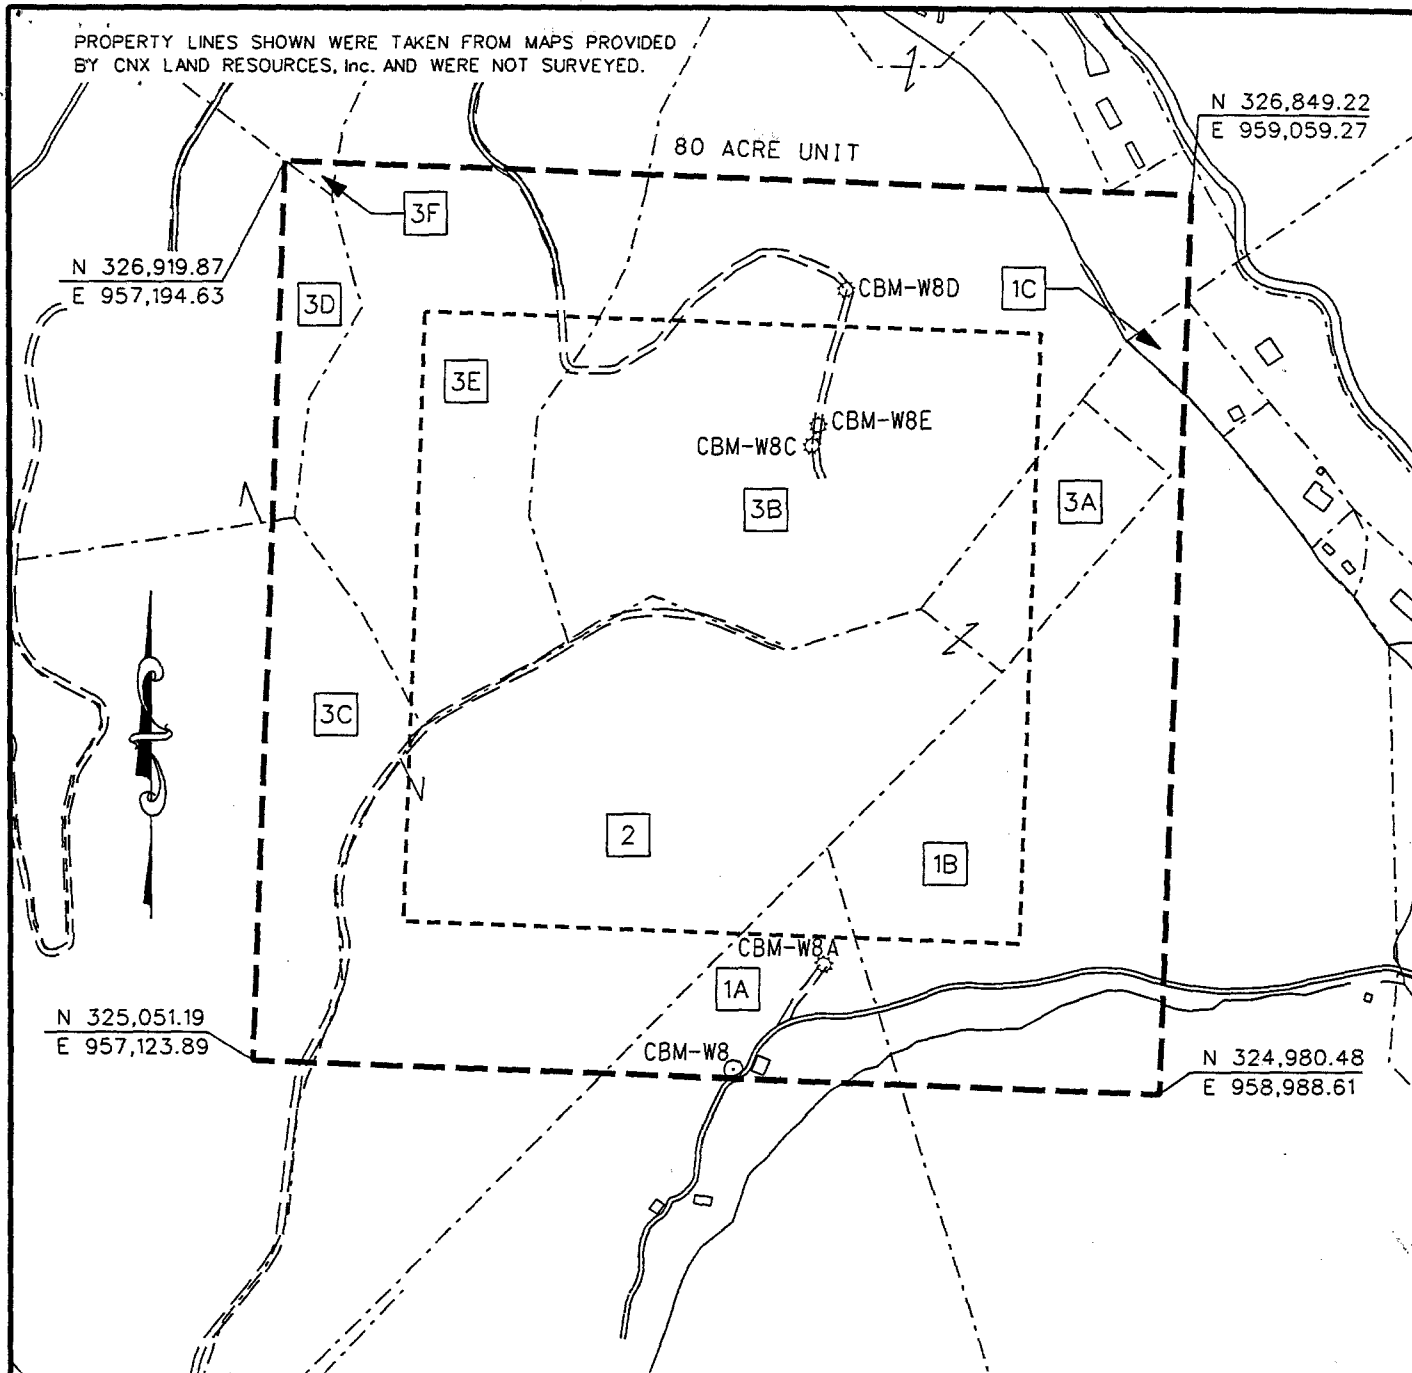 PROPERTY LINES SHOWN WERE TAKEN FROM MAPS PROVIDED
BY CNX LAND RESOURCES, Inc. AND WERE NOT SURVEYED.
N 326,849.22
E 959,059.27
80 ACRE UNIT
3F
N 326,919.87
E 957,194.63
3D
CBM-W8D
1C
3E
CBM-W8E
CBM-W8C
3B
3A
3C
2
1B
CBM-W8A
1A
N 325,051.19
E 957,123.89
CBM-W8
N 324,980.48
E 958,988.61